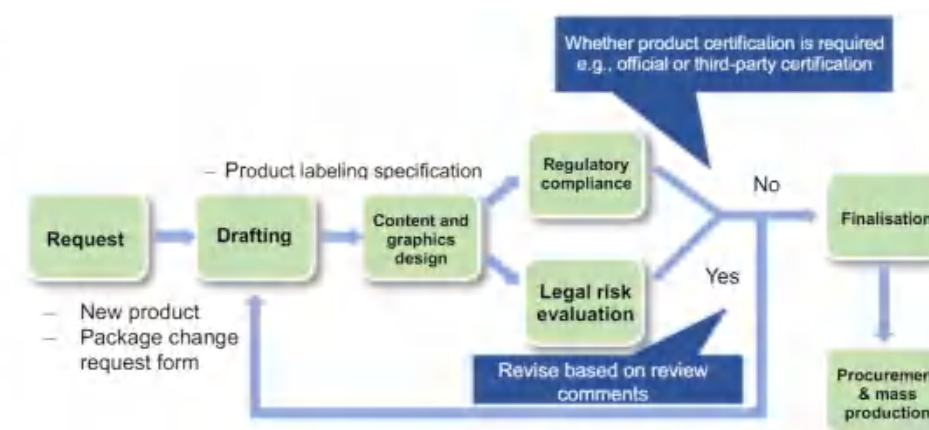 Whether product certification is required
e.g., official or third-party certification
– Product labeling specification
Request
Drafting
Content and
graphics
design
Regulatory
compliance
Legal risk
evaluation
No
Yes
Finalisation
– New product
– Package change
request form
Revise based on review
comments
Procuremen
& mass
production